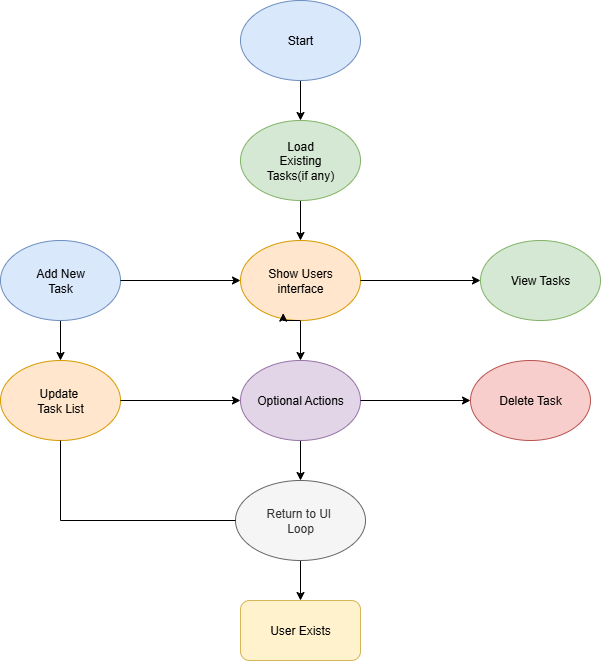 Start
Load
Existing
Tasks(if any)
Add New
Task
Show Users
interface
View Tasks
Update
Task List
Optional Actions
Delete Task
Return to UI
Loop
User Exists